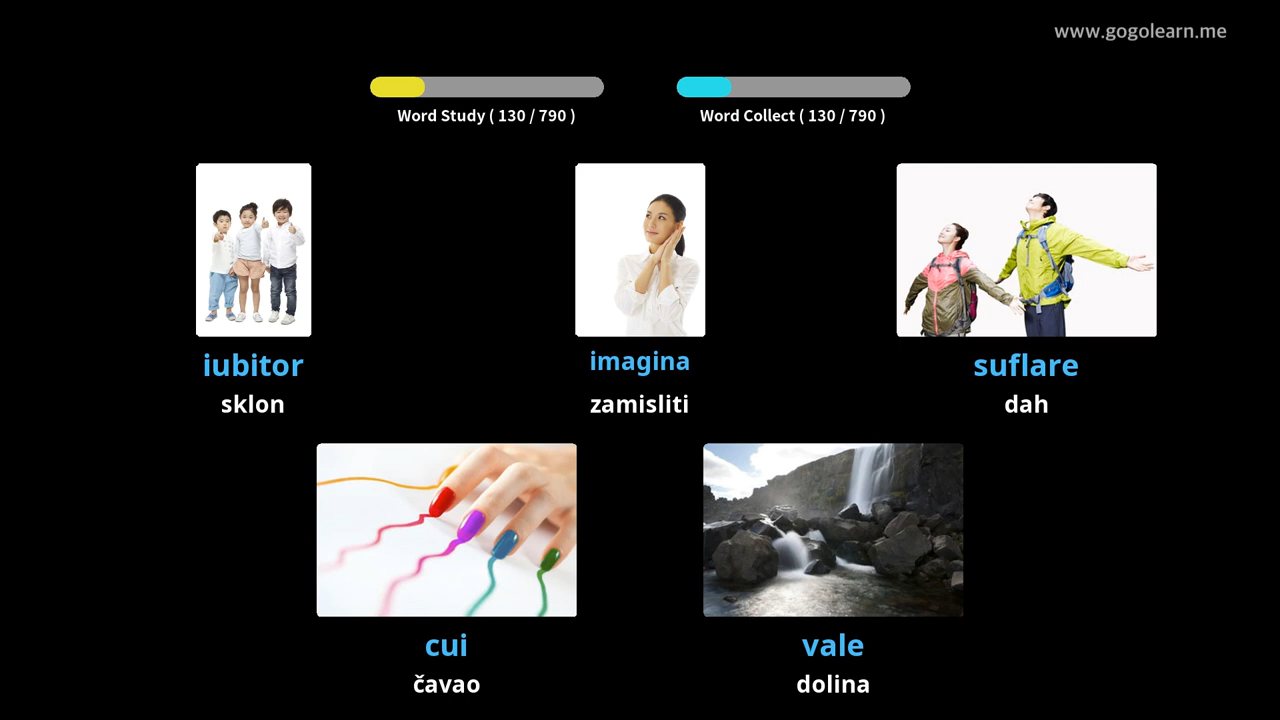 www.gogolearn.me
Word Study ( 130 / 790 )
Word Collect ( 130 / 790 )
iubitor
sklon
imagina
zamisliti
suflare
dah
cui
čavao
vale
dolina